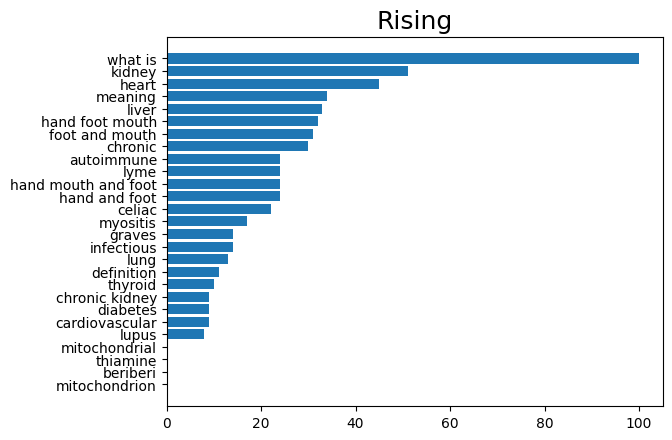 Rising
what is
kidney
heart
meaning
liver
hand foot mouth
foot and mouth
chronic
autoimmune
lyme
hand mouth and foot
hand and foot
celiac
myositis
graves
infectious
lung
definition
thyroid
chronic kidney
diabetes
cardiovascular
lupus
mitochondrial
thiamine
beriberi
mitochondrion
0 20 40 60 80 100